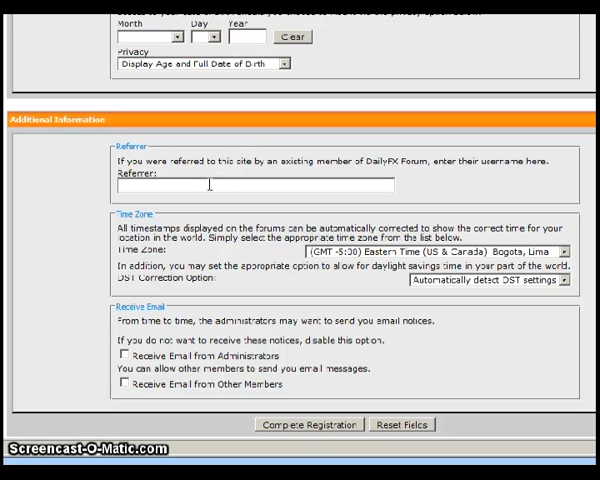 Month Day Year
Clear
Privacy
Display Age and Full Date of Birth
Additional Information
Referrer
If you were referred to this site by an existing member of DailyFX Forum, enter their username here.
Referrer:
Time Zone
All timestamps displayed on the forums can be automatically corrected to show the correct time for your
location in the world. Simply select the appropriate time zone from the list below.
Time Zone: (GMT -5:00) Eastern Time (US & Canada) Bogota, Lima
In addition, you may set the appropriate option to allow for daylight savings time in your part of the world.
DST Correction Option: Automatically detect DST settings
Receive Email
From time to time, the administrators may want to send you email notices.
If you do not want to receive these notices, disable this option.
Receive Email from Administrators
You can allow other members to send you email messages.
Receive Email from Other Members
Complete Registration Reset Fields
Screencast-O-Matic.com